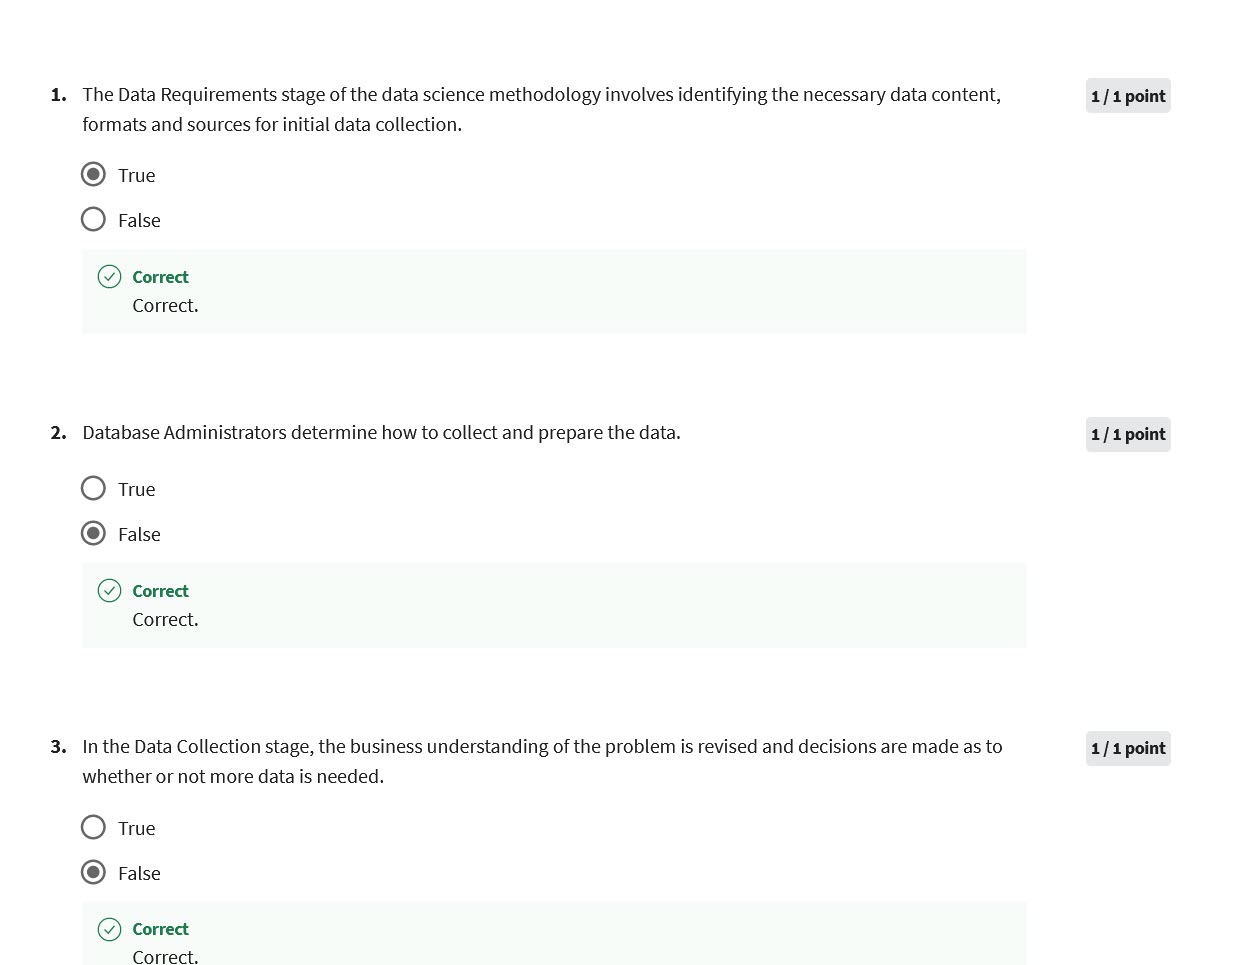 1. The Data Requirements stage of the data science methodology involves identifying the necessary data content, 1 / 1 point
formats and sources for initial data collection.
True
False
Correct
Correct.
2. Database Administrators determine how to collect and prepare the data. 1 / 1 point
True
False
Correct
Correct.
3. In the Data Collection stage, the business understanding of the problem is revised and decisions are made as to 1 / 1 point
whether or not more data is needed.
True
False
Correct
Correct.